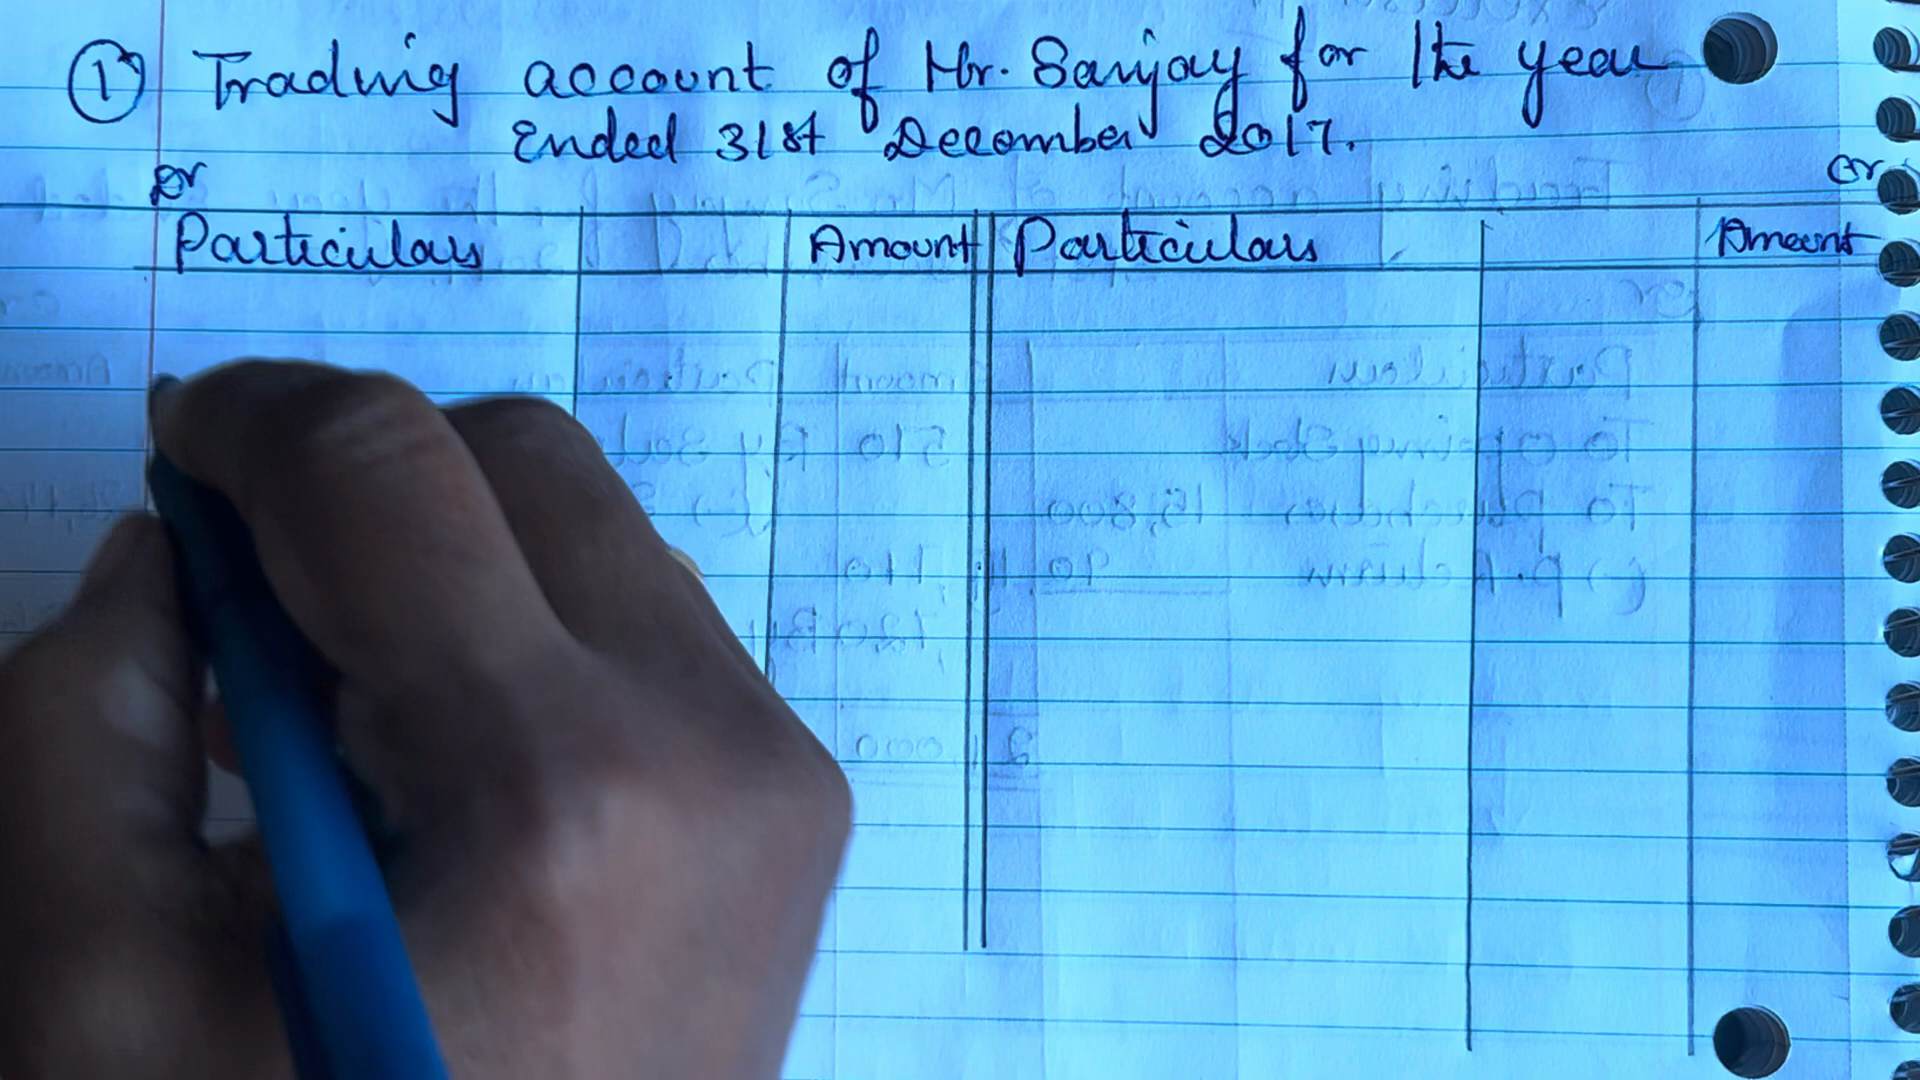 ① Trading account of Mr. Sanjay for the year
Ended 31st December 2017.
Dr Cr
Particulars Amount Particulars Amount